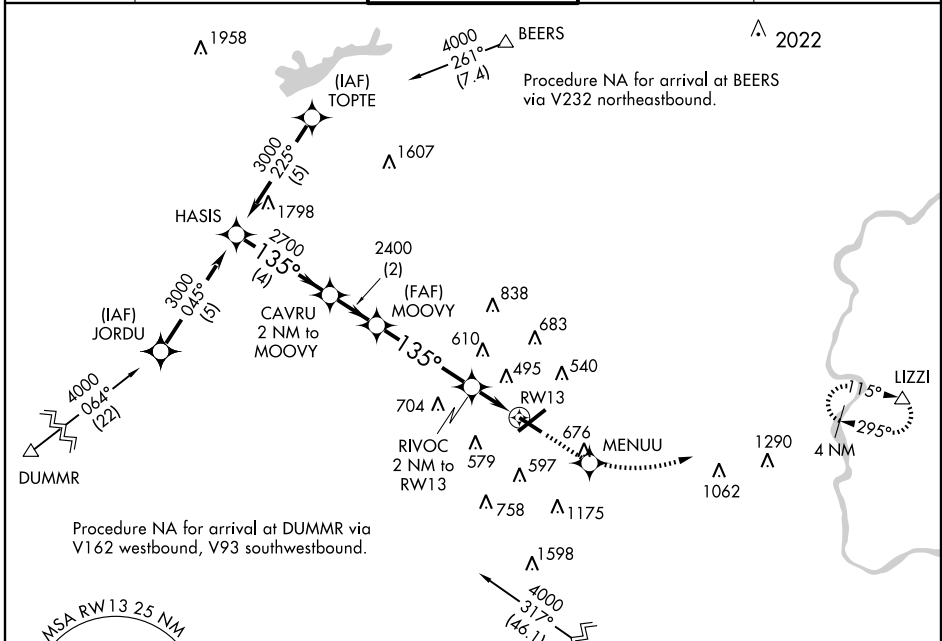 1958
4000
261°
(7.4)
BEERS
2022
Procedure NA for arrival at BEERS
via V232 northeastbound.
(IAF)
TOPTE
3000
225°
(5)
1607
1798
HASIS
2700
135°
(4)
2400
(2)
3000
045°
(5)
(IAF)
JORDU
CAVRU
2 NM to
MOOVY
(FAF)
MOOVY
838
135°
610
683
495
540
4000
064°
(22)
DUMMR
704
RW13
RIVOC
2 NM to
RW13
579
676
MENUU
597
758
1175
1062
1290
LIZZI
115°
295°
4 NM
Procedure NA for arrival at DUMMR via
V162 westbound, V93 southwestbound.
1598
4000
317°
(46.1)
MSA RW13 25 NM